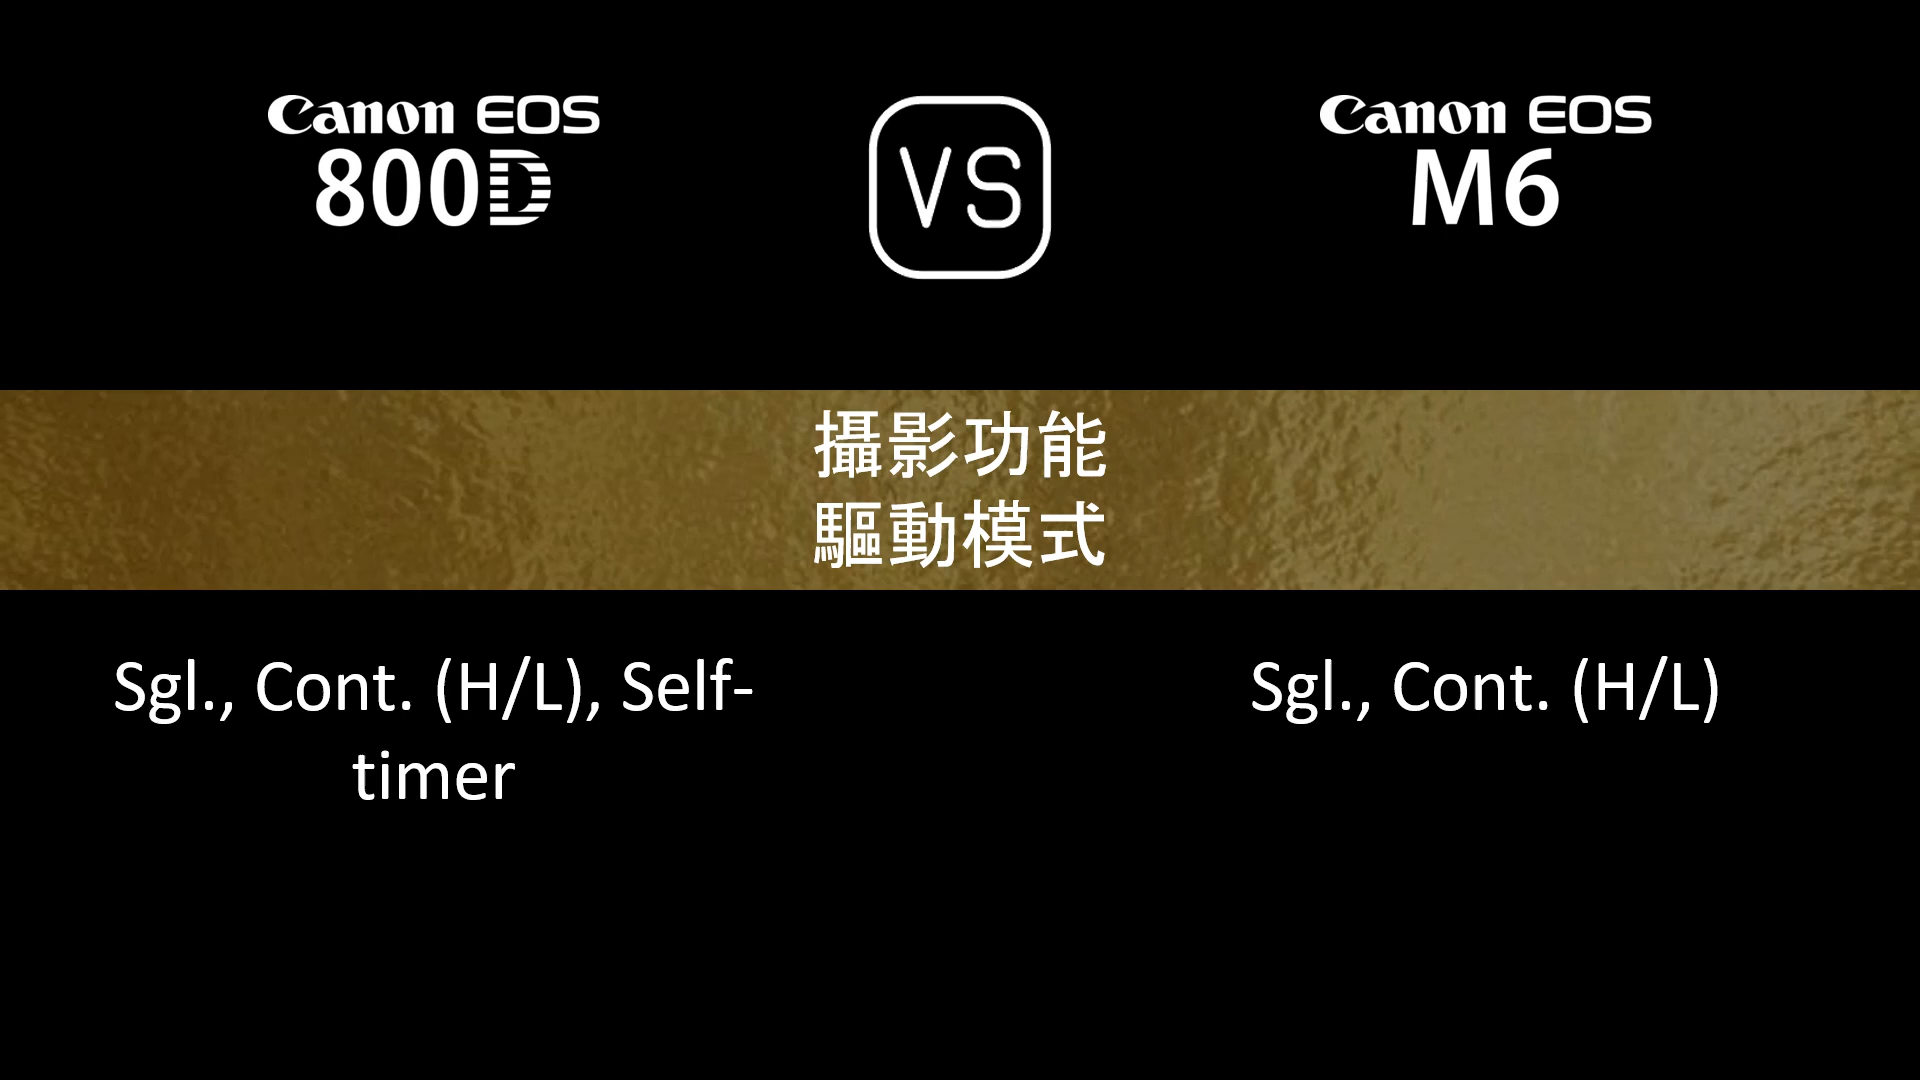 Canon EOS
800D
VS
Canon EOS
M6
攝影功能
驅動模式
Sgl., Cont. (H/L), Self-
timer
Sgl., Cont. (H/L)